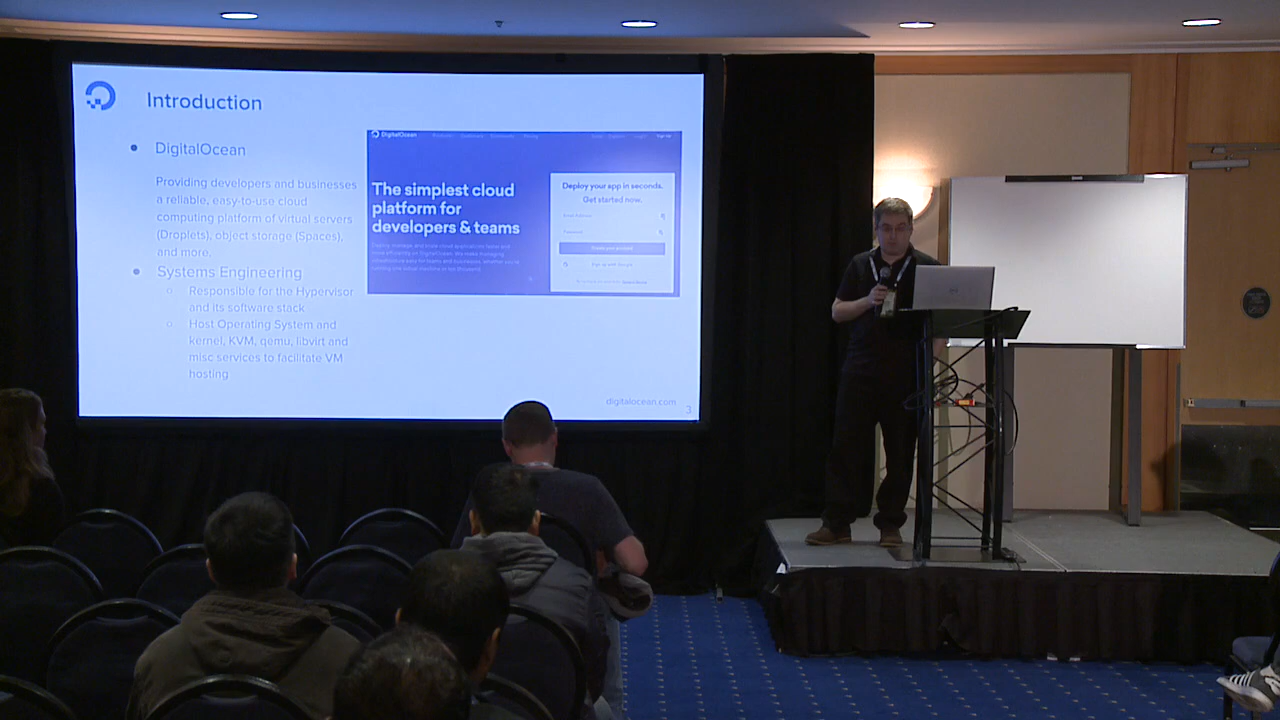 Introduction
DigitalOcean
Providing developers and businesses
a reliable, easy-to-use cloud
computing platform of virtual servers
(Droplets), object storage (Spaces),
and more.
Systems Engineering
Responsible for the Hypervisor
and its software stack
Host Operating System and
kernel, KVM, qemu, libvirt and
misc services to facilitate VM
hosting
DigitalOcean
The simplest cloud
platform for
developers & teams
Deploy your app in seconds.
Get started now.
digitalocean.com
3